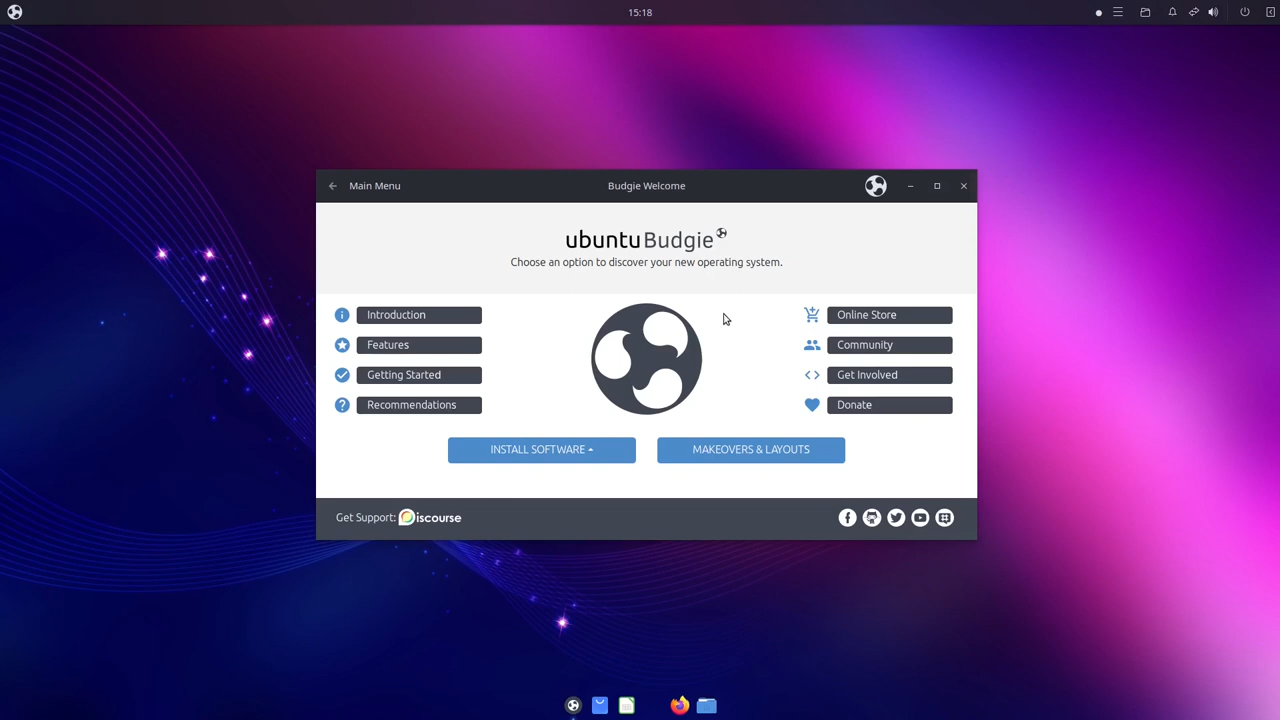 15:18
Main Menu
Budgie Welcome
ubuntu Budgie
Choose an option to discover your new operating system.
Introduction
Features
Getting Started
Recommendations
Online Store
Community
Get Involved
Donate
INSTALL SOFTWARE
MAKEOVERS & LAYOUTS
Get Support: Discourse